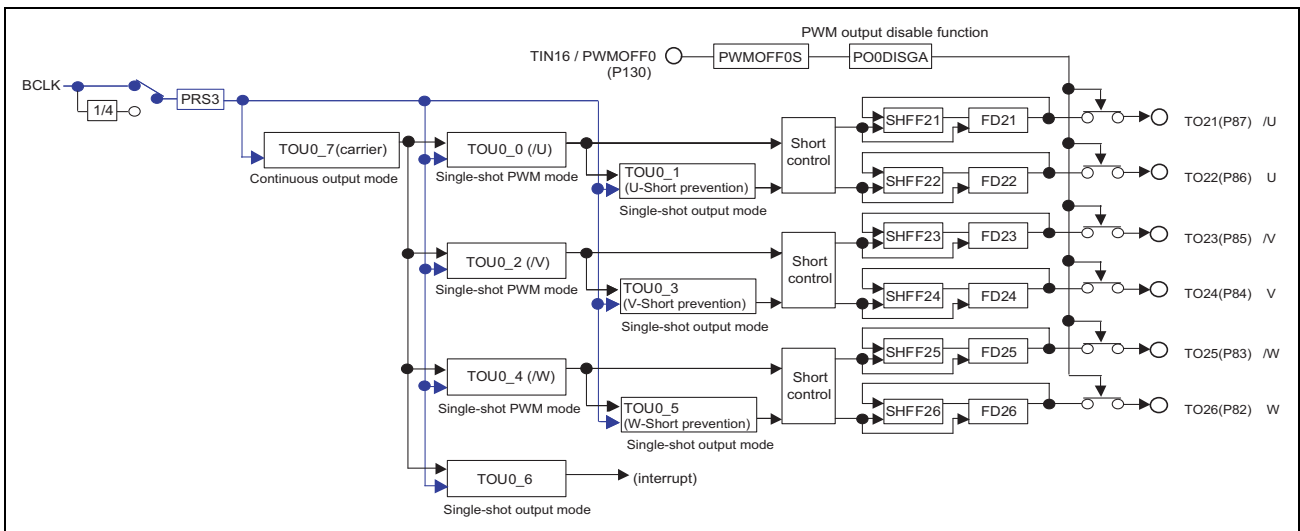 PWM output disable function
TIN16 / PWMOFF0
(P130)
PWMOFF0S
PO0DISGA
BCLK
1/4
PRS3
TOU0_7(carrier)
Continuous output mode
TOU0_0 (/U)
Single-shot PWM mode
TOU0_1
(U-Short prevention)
Single-shot output mode
Short
control
SHFF21
FD21
TO21(P87) /U
SHFF22
FD22
TO22(P86) U
TOU0_2 (/V)
Single-shot PWM mode
TOU0_3
(V-Short prevention)
Single-shot output mode
Short
control
SHFF23
FD23
TO23(P85) /V
SHFF24
FD24
TO24(P84) V
TOU0_4 (/W)
Single-shot PWM mode
TOU0_5
(W-Short prevention)
Single-shot output mode
Short
control
SHFF25
FD25
TO25(P83) /W
SHFF26
FD26
TO26(P82) W
TOU0_6
Single-shot output mode
(interrupt)